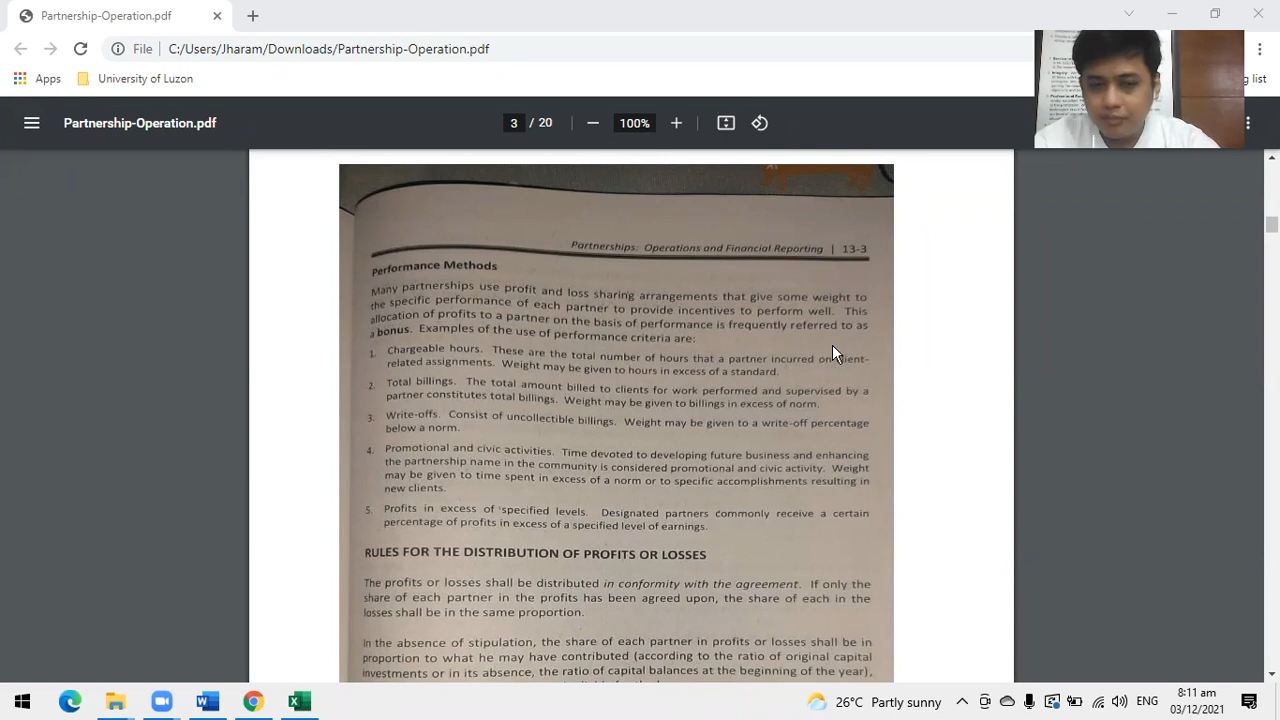 Partnership-Operation.pdf
File
C:/Users/Jharam/Downloads/Partnership-Operation.pdf
Apps
University of Luzon
Partnership-Operation.pdf
3 / 20
100%
Partnerships: Operations and Financial Reporting | 13-3
Performance Methods
Many partnerships use profit and loss sharing arrangements that give some weight to
the specific performance of each partner to provide incentives to perform well. This
allocation of profits to a partner on the basis of performance is frequently referred to as
a bonus. Examples of the use of performance criteria are:
1. Chargeable hours. These are the total number of hours that a partner incurred on
related assignments. Weight may be given to hours in excess of a standard.
2. Total billings. The total amount billed to clients for work performed and supervised by a
partner constitutes total billings. Weight may be given to billings in excess of norm.
3. Write-offs. Consist of uncollectible billings. Weight may be given to a write-off percentage
below a norm.
4. Promotional and civic activities. Time devoted to developing future business and enhancing
the partnership name in the community is considered promotional and civic activity. Weight
may be given to time spent in excess of a norm or to specific accomplishments resulting in
new clients.
5. Profits in excess of specified levels. Designated partners commonly receive a certain
percentage of profits in excess of a specified level of earnings.
RULES FOR THE DISTRIBUTION OF PROFITS OR LOSSES
The profits or losses shall be distributed in conformity with the agreement. If only the
share of each partner in the profits has been agreed upon, the share of each in the
losses shall be in the same proportion.
In the absence of stipulation, the share of each partner in profits or losses shall be in
proportion to what he may have contributed (according to the ratio of original capital
investments or in its absence, the ratio of capital balances at the beginning of the year),
26°C Partly sunny
ENG
8:11 am
03/12/2021